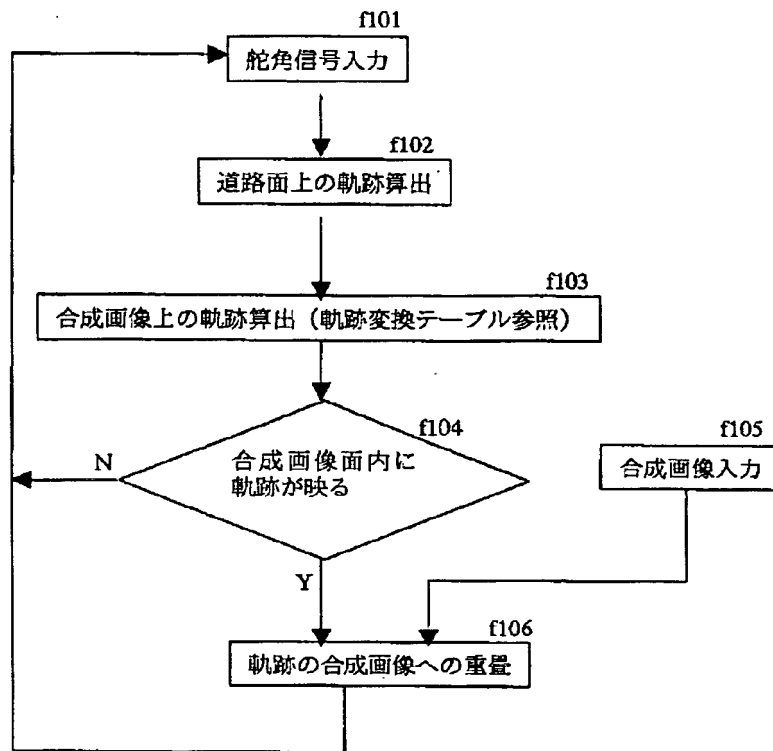 f101
舵角信号入力
f102
道路面上の軌跡算出
f103
合成画像上の軌跡算出（軌跡変換テーブル参照）
f104
合成画像面内に
軌跡が映る
N
Y
f105
合成画像入力
f106
軌跡の合成画像への重畳